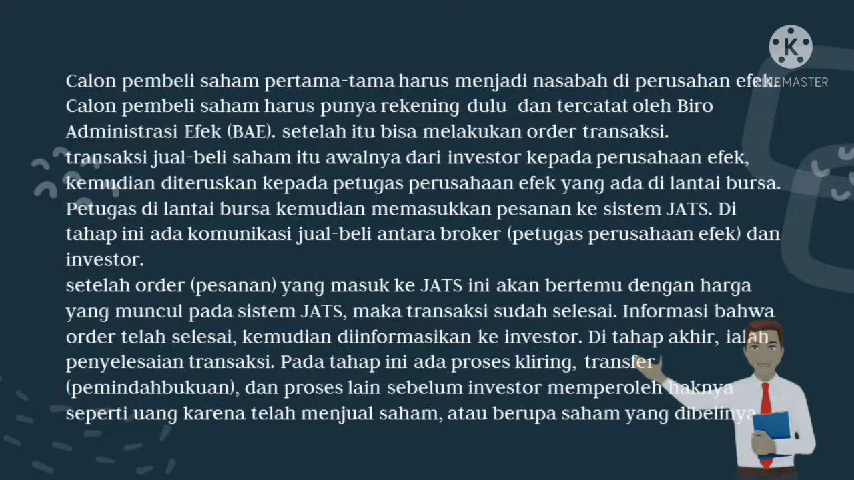 Calon pembeli saham pertama-tama harus menjadi nasabah di perusahan efek.
Calon pembeli saham harus punya rekening dulu dan tercatat oleh Biro
Administrasi Efek (BAE). setelah itu bisa melakukan order transaksi.
transaksi jual-beli saham itu awalnya dari investor kepada perusahaan efek,
kemudian diteruskan kepada petugas perusahaan efek yang ada di lantai bursa.
Petugas di lantai bursa kemudian memasukkan pesanan ke sistem JATS. Di
tahap ini ada komunikasi jual-beli antara broker (petugas perusahaan efek) dan
investor.
setelah order (pesanan) yang masuk ke JATS ini akan bertemu dengan harga
yang muncul pada sistem JATS, maka transaksi sudah selesai. Informasi bahwa
order telah selesai, kemudian diinformasikan ke investor. Di tahap akhir, ialah
penyelesaian transaksi. Pada tahap ini ada proses kliring, transfer
(pemindahbukuan), dan proses lain sebelum investor memperoleh haknya
seperti uang karena telah menjual saham, atau berupa saham yang dibelinya
K